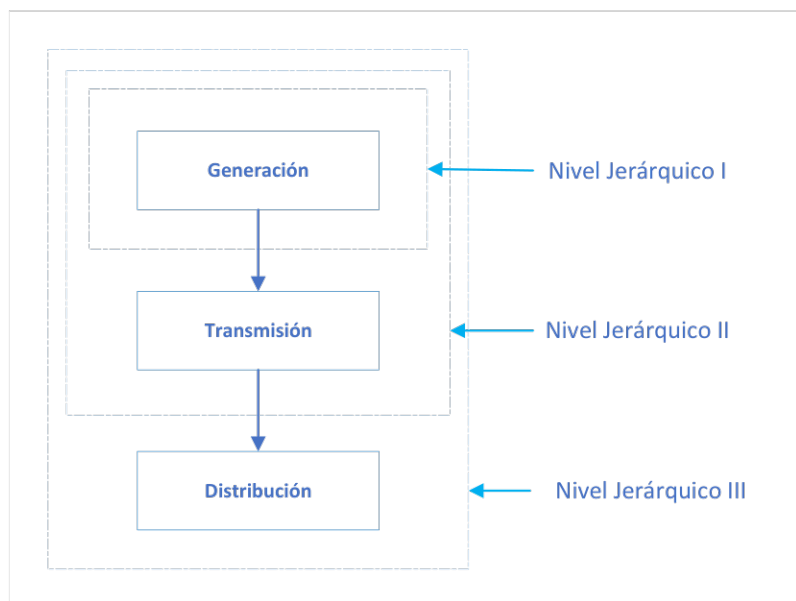 Generación
Nivel Jerárquico I
Transmisión
Nivel Jerárquico II
Distribución
Nivel Jerárquico III